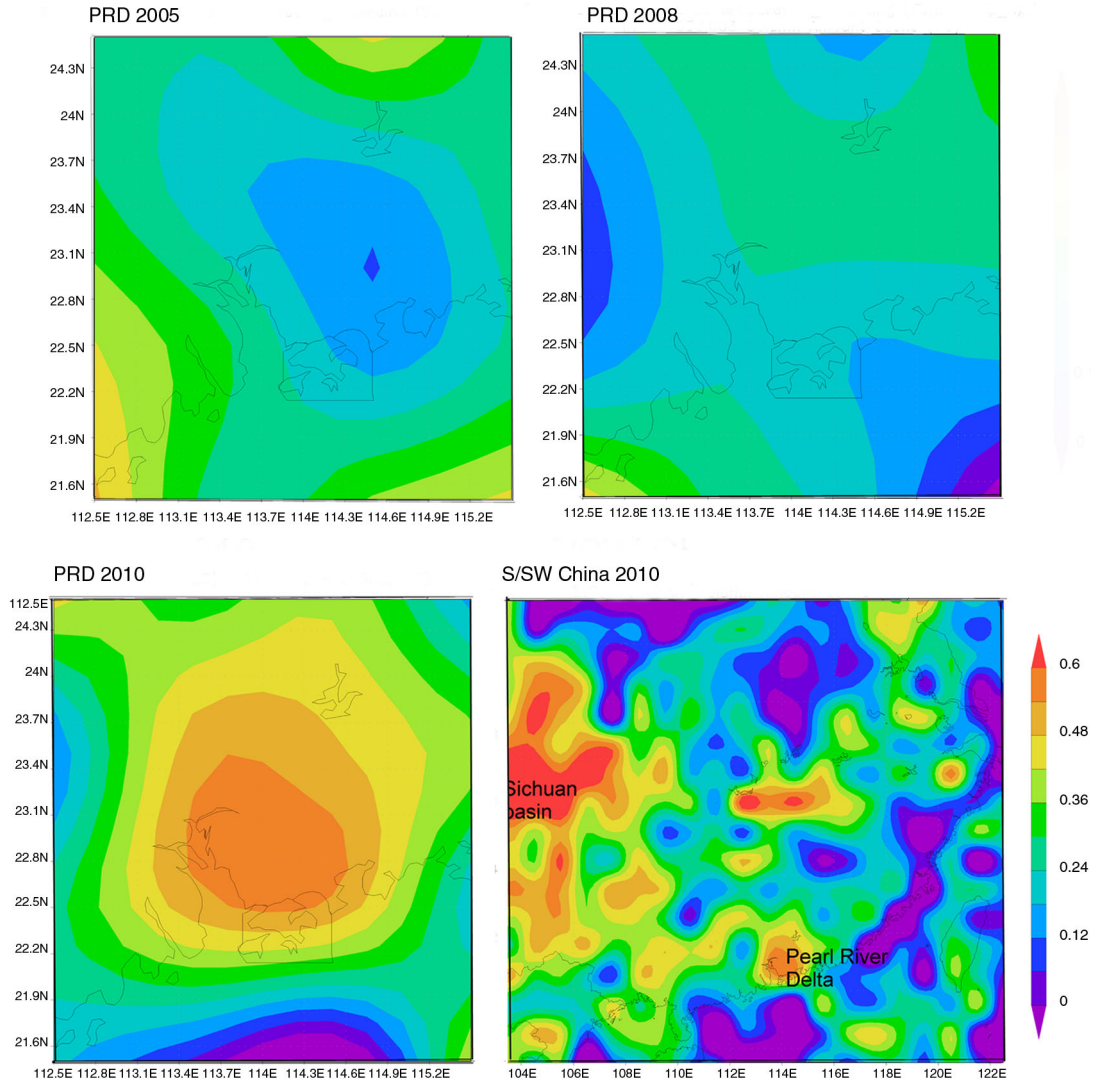 PRD 2005
24.3N
24N
23.7N
23.4N
23.1N
22.8N
22.5N
22.2N
21.9N
21.6N
112.5E 112.8E 113.1E 113.4E 113.7E 114E 114.3E 114.6E 114.9E 115.2E
PRD 2008
24.3N
24N
23.7N
23.4N
23.1N
22.8N
22.5N
22.2N
21.9N
21.6N
112.5E 112.8E 113.1E 113.4E 113.7E 114E 114.3E 114.6E 114.9E 115.2E
PRD 2010
112.5E
24.3N
24N
23.7N
23.4N
23.1N
22.8N
22.5N
22.2N
21.9N
21.6N
112.5E 112.8E 113.1E 113.4E 113.7E 114E 114.3E 114.6E 114.9E 115.2E
S/SW China 2010
Sichuan
basin
Pearl River
Delta
104E 106E 108E 110E 112E 114E 116E 118E 120E 122E
0.6
0.48
0.36
0.24
0.12
0